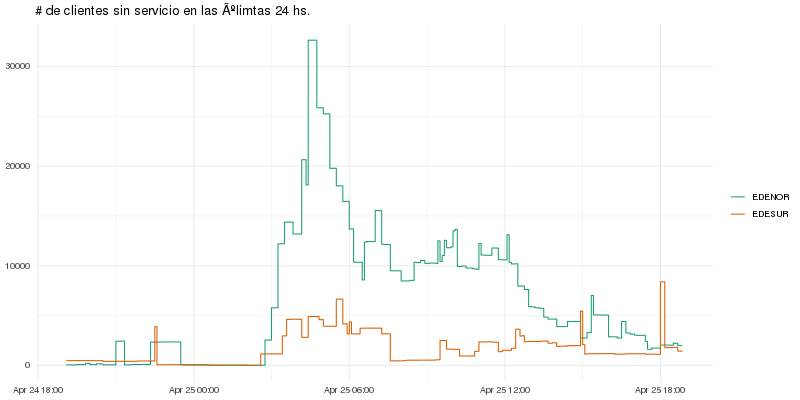 # de clientes sin servicio en las Ãºlimtas 24 hs.
30000
20000
10000
0
EDENOR
EDESUR
Apr 24 18:00
Apr 25 00:00
Apr 25 06:00
Apr 25 12:00
Apr 25 18:00